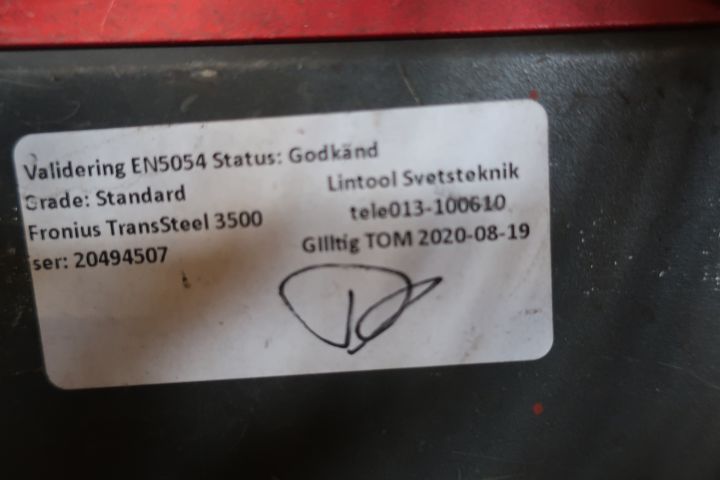 Validering EN5054 Status: Godkänd
Grade: Standard
Lintool Svetsteknik
Fronius TransSteel 3500
tele013-100610
ser: 20494507
GIlltig TOM 2020-08-19